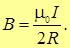 B = μ₀I / 2R.